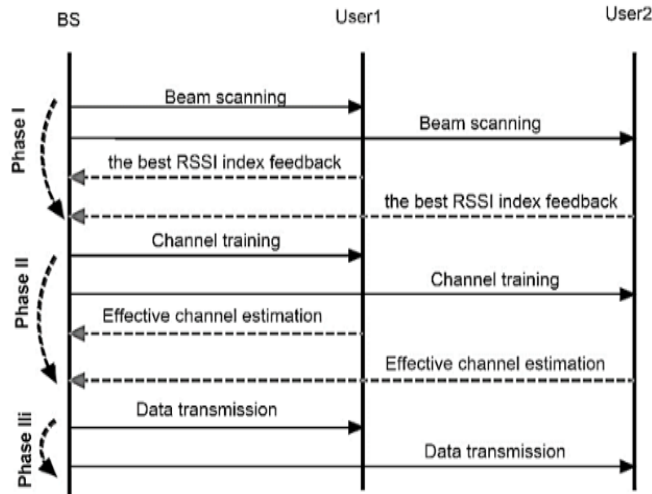 BS
User1
User2
Phase I
Beam scanning
Beam scanning
the best RSSI index feedback
the best RSSI index feedback
Phase II
Channel training
Channel training
Effective channel estimation
Effective channel estimation
Phase IIi
Data transmission
Data transmission